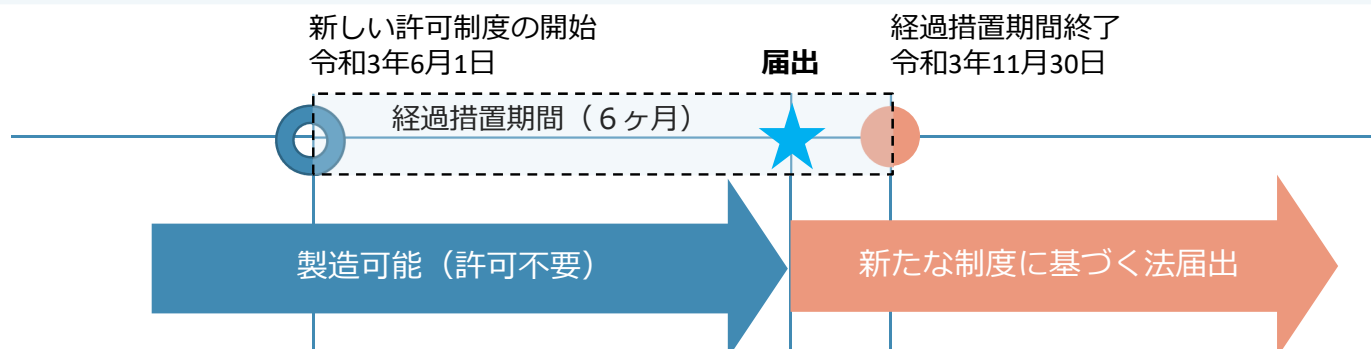 新しい許可制度の開始
令和3年6月1日
届出
経過措置期間終了
令和3年11月30日
経過措置期間（６ヶ月）
製造可能（許可不要）
新たな制度に基づく法届出